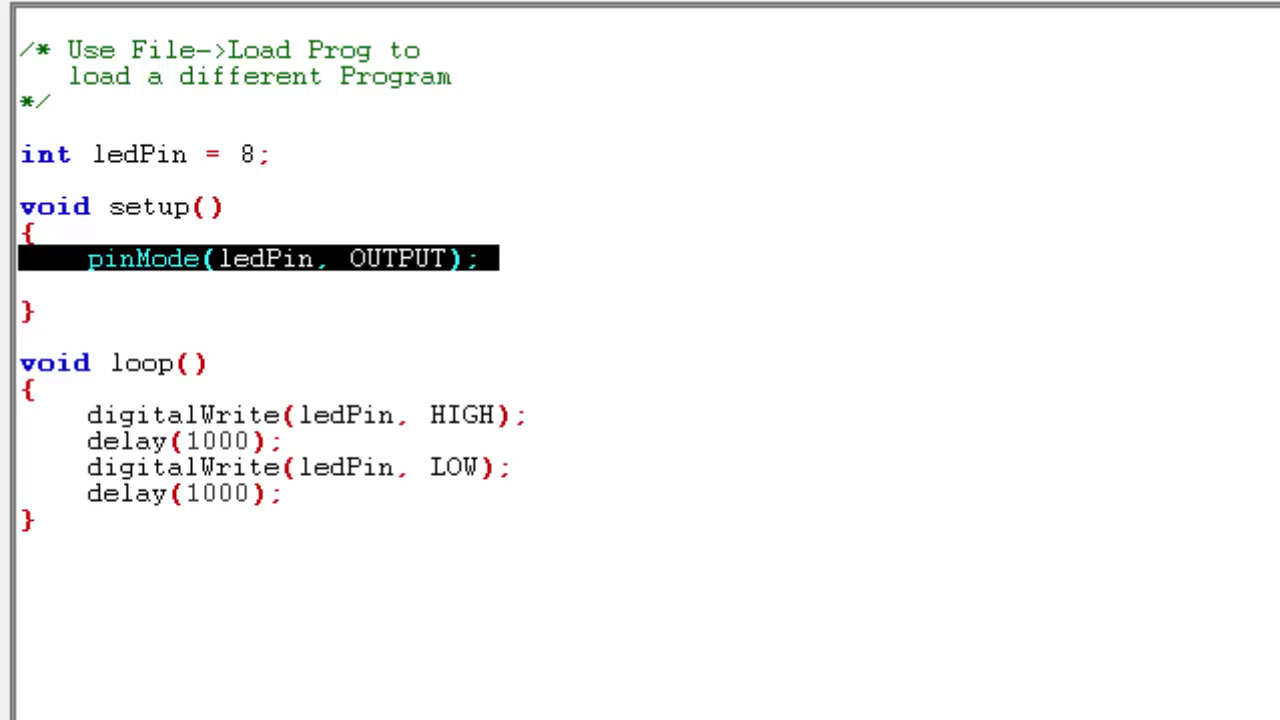 /* Use File->Load Prog to
load a different Program
*/
int ledPin = 8;
void setup()
{
pinMode(ledPin, OUTPUT);
}
void loop()
{
digitalWrite(ledPin, HIGH);
delay(1000);
digitalWrite(ledPin, LOW);
delay(1000);
}